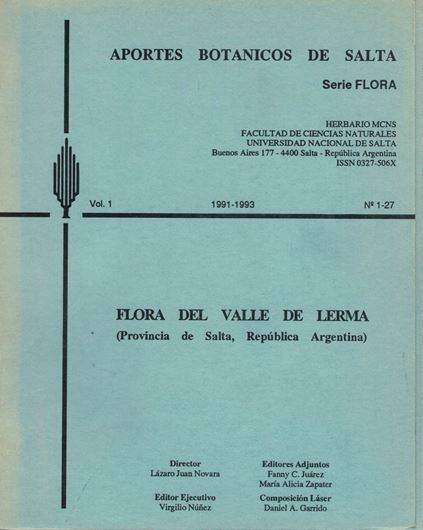 APORTES BOTANICOS DE SALTA
Serie FLORA
HERBARIO MCNS
FACULTAD DE CIENCIAS NATURALES
UNIVERSIDAD NACIONAL DE SALTA
Buenos Aires 177 - 4400 Salta - República Argentina
ISSN 0327-506X
Vol. 1 1991-1993 Nº 1-27
FLORA DEL VALLE DE LERMA
(Provincia de Salta, República Argentina)
Director
Lázaro Juan Novara
Editores Adjuntos
Fanny C. Juárez
María Alicia Zapater
Editor Ejecutivo
Virgilio Núñez
Composición Láser
Daniel A. Garrido